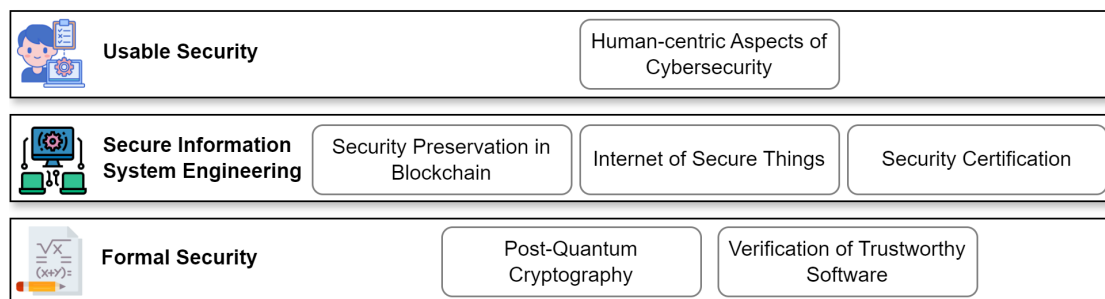 Usable Security
Human-centric Aspects of
Cybersecurity
Secure Information
System Engineering
Security Preservation in
Blockchain
Internet of Secure Things
Security Certification
Formal Security
√x
(x+y)=
Post-Quantum
Cryptography
Verification of Trustworthy
Software